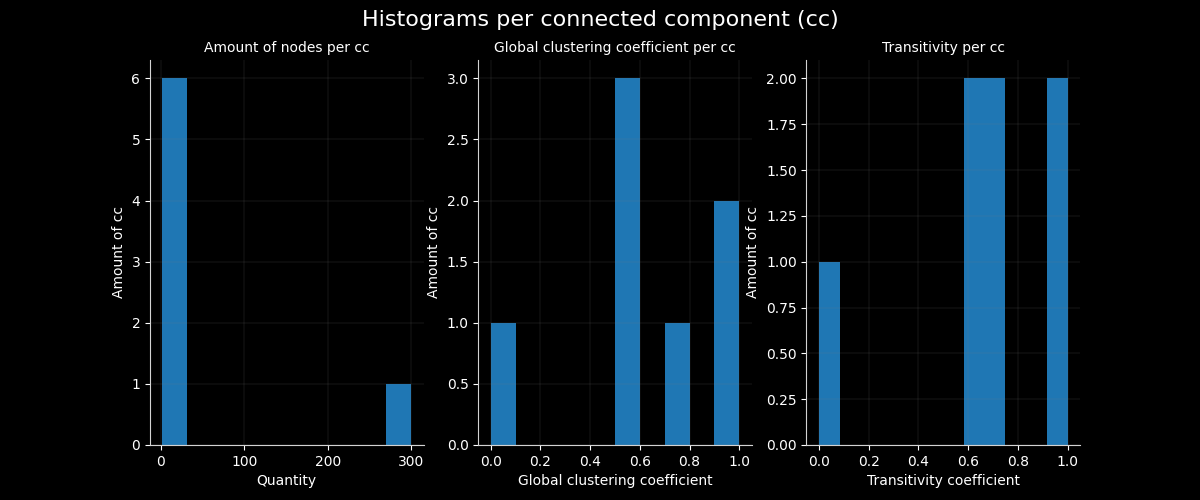 Histograms per connected component (cc)
Amount of nodes per cc
6
5
4
3
2
1
0
Amount of cc
0 100 200 300
Quantity
Global clustering coefficient per cc
3.0
2.5
2.0
1.5
1.0
0.5
0.0
Amount of cc
0.0 0.2 0.4 0.6 0.8 1.0
Global clustering coefficient
Transitivity per cc
2.00
1.75
1.50
1.25
1.00
0.75
0.50
0.25
0.00
Amount of cc
0.0 0.2 0.4 0.6 0.8 1.0
Transitivity coefficient